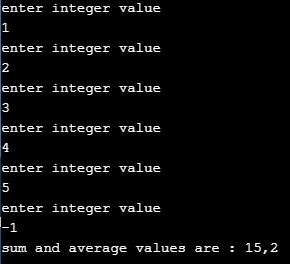 enter integer value
1
enter integer value
2
enter integer value
3
enter integer value
4
enter integer value
5
enter integer value
-1
sum and average values are : 15,2